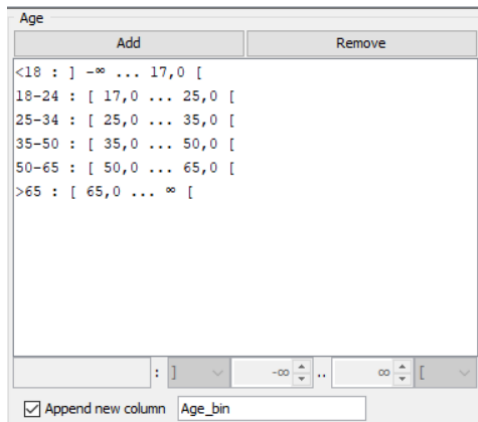 Age
Add Remove
<18 : ] -∞ ... 17,0 [
18-24 : [ 17,0 ... 25,0 [
25-34 : [ 25,0 ... 35,0 [
35-50 : [ 35,0 ... 50,0 [
50-65 : [ 50,0 ... 65,0 [
>65 : [ 65,0 ... ∞ [
: ] -∞ .. ∞ [
Append new column Age_bin